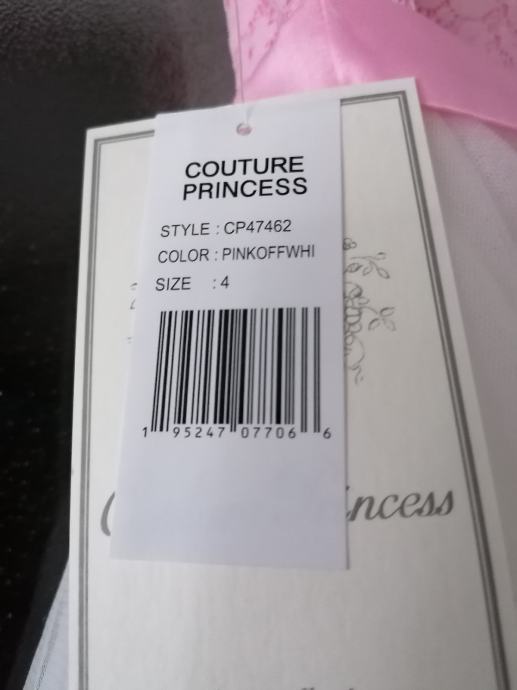 COUTURE
PRINCESS
STYLE : CP47462
COLOR : PINKOFFWHI
SIZE : 4
1 95247 07706 6